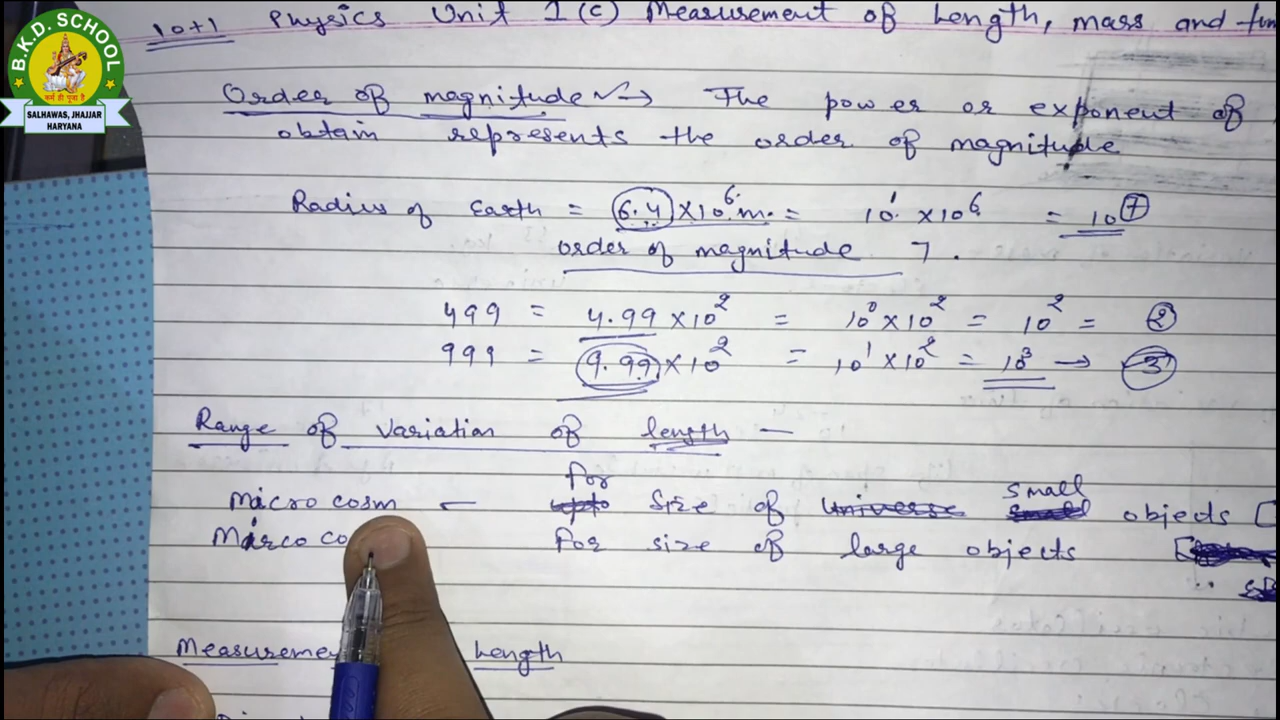 B.K.D. SCHOOL
SALHAWAS, JHAJJAR
HARYANA
10+1 Physics Unit 1 (c) Measurement of Length, mass and
Order of magnitude → The power or exponent of
obtain represents the order of magnitude
Radius of Earth = 6.4 × 10⁶ m. = 10¹ × 10⁶ = 10⁷
order of magnitude 7.
499 = 4.99 × 10² = 10⁰ × 10² = 10² = 2
999 = 9.99 × 10² = 10¹ × 10² = 10³ → 3
Range of Variation of length —
for small
Micro cosm — upto Size of Universe small objects [
Marco co for size of large objects [
Measureme Length